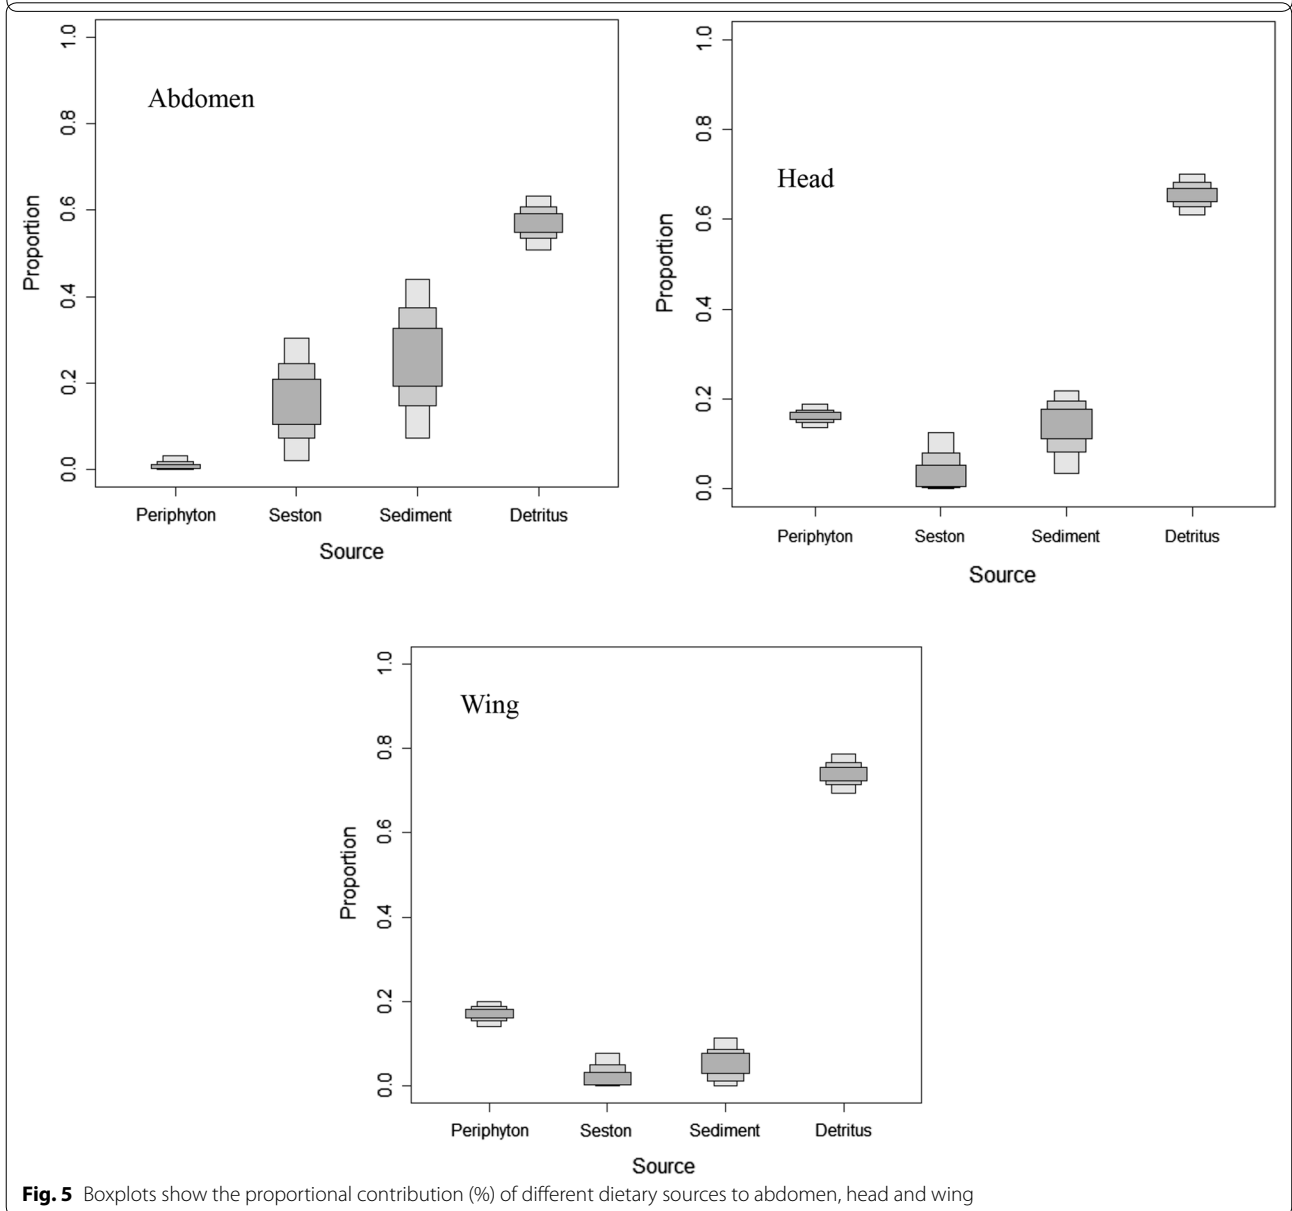 Abdomen
1.0
0.8
0.6
0.4
0.2
0.0
Proportion
Periphyton Seston Sediment Detritus
Source
Head
1.0
0.8
0.6
0.4
0.2
0.0
Proportion
Periphyton Seston Sediment Detritus
Source
Wing
1.0
0.8
0.6
0.4
0.2
0.0
Proportion
Periphyton Seston Sediment Detritus
Source
Fig. 5 Boxplots show the proportional contribution (%) of different dietary sources to abdomen, head and wing